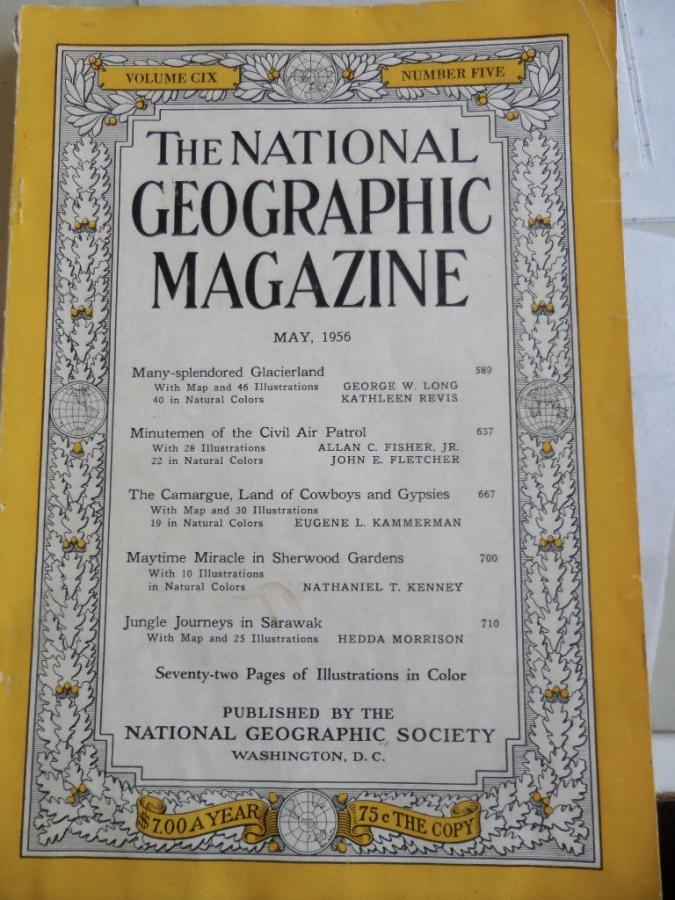 VOLUME CIX
NUMBER FIVE
THE NATIONAL
GEOGRAPHIC
MAGAZINE
MAY, 1956
Many-splendored Glacierland 589
With Map and 46 Illustrations GEORGE W. LONG
40 in Natural Colors KATHLEEN REVIS
Minutemen of the Civil Air Patrol 637
With 28 Illustrations ALLAN C. FISHER, JR.
22 in Natural Colors JOHN E. FLETCHER
The Camargue, Land of Cowboys and Gypsies 667
With Map and 30 Illustrations
19 in Natural Colors EUGENE L. KAMMERMAN
Maytime Miracle in Sherwood Gardens 700
With 10 Illustrations
in Natural Colors NATHANIEL T. KENNEY
Jungle Journeys in Sarawak 710
With Map and 25 Illustrations HEDDA MORRISON
Seventy-two Pages of Illustrations in Color
PUBLISHED BY THE
NATIONAL GEOGRAPHIC SOCIETY
WASHINGTON, D. C.
$7.00 A YEAR
75c THE COPY